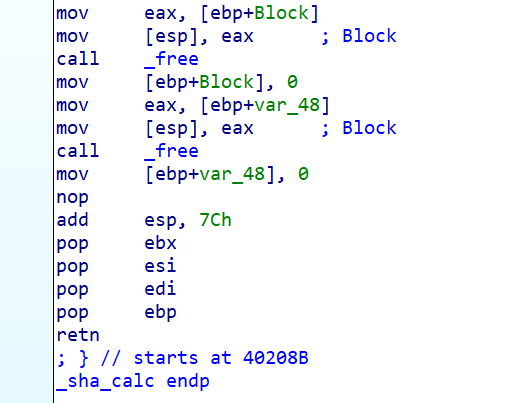 mov eax, [ebp+Block]
mov [esp], eax ; Block
call _free
mov [ebp+Block], 0
mov eax, [ebp+var_48]
mov [esp], eax ; Block
call _free
mov [ebp+var_48], 0
nop
add esp, 7Ch
pop ebx
pop esi
pop edi
pop ebp
retn
; } // starts at 40208B
_sha_calc endp